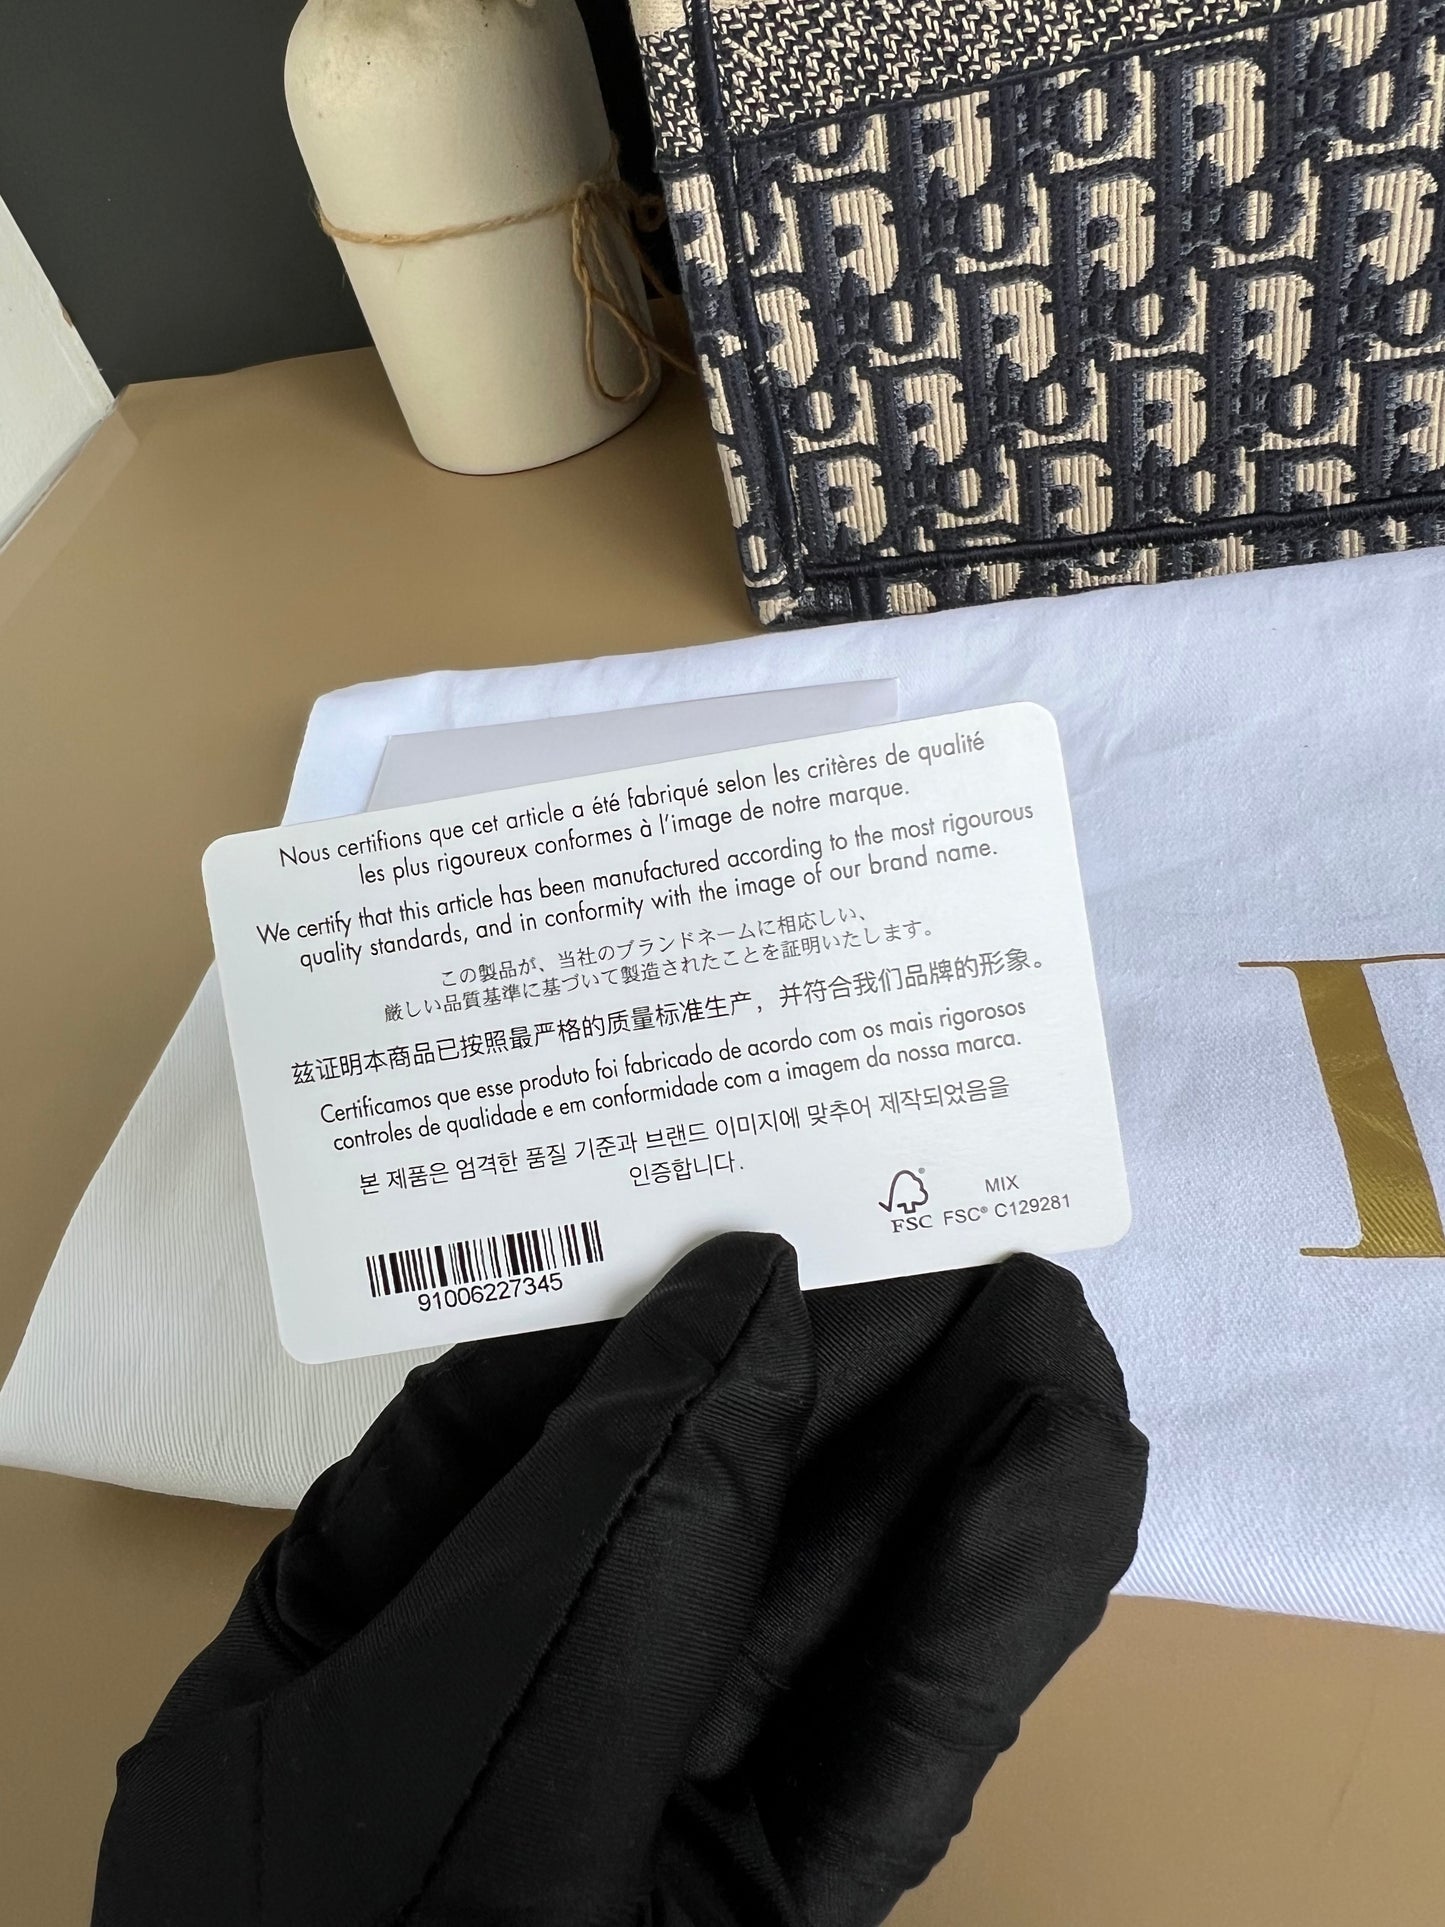 Nous certifions que cet article a été fabriqué selon les critères de qualité
les plus rigoureux conformes à l'image de notre marque.
We certify that this article has been manufactured according to the most rigourous
quality standards, and in conformity with the image of our brand name.
この製品が、当社のブランドネームに相応しい、
厳しい品質基準に基づいて製造されたことを証明いたします。
兹证明本商品已按照最严格的质量标准生产，并符合我们品牌的形象。
Certificamos que esse produto foi fabricado de acordo com os mais rigorosos
controles de qualidade e em conformidade com a imagem da nossa marca.
본 제품은 엄격한 품질 기준과 브랜드 이미지에 맞추어 제작되었음을
인증합니다.
MIX
FSC FSC® C129281
91006227345